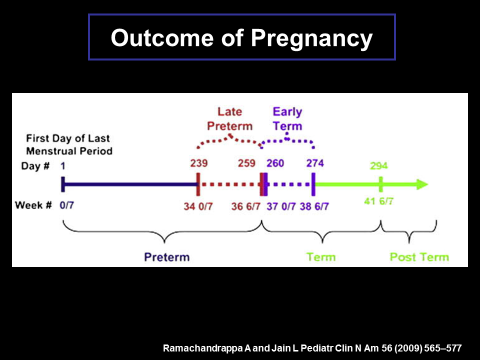 Outcome of Pregnancy
Late
Preterm
Early
Term
First Day of Last
Menstrual Period
Day # 1 239 259 260 274 294
Week # 0/7 34 0/7 36 6/7 37 0/7 38 6/7 41 6/7
Preterm Term Post Term
Ramachandrappa A and Jain L Pediatr Clin N Am 56 (2009) 565–577